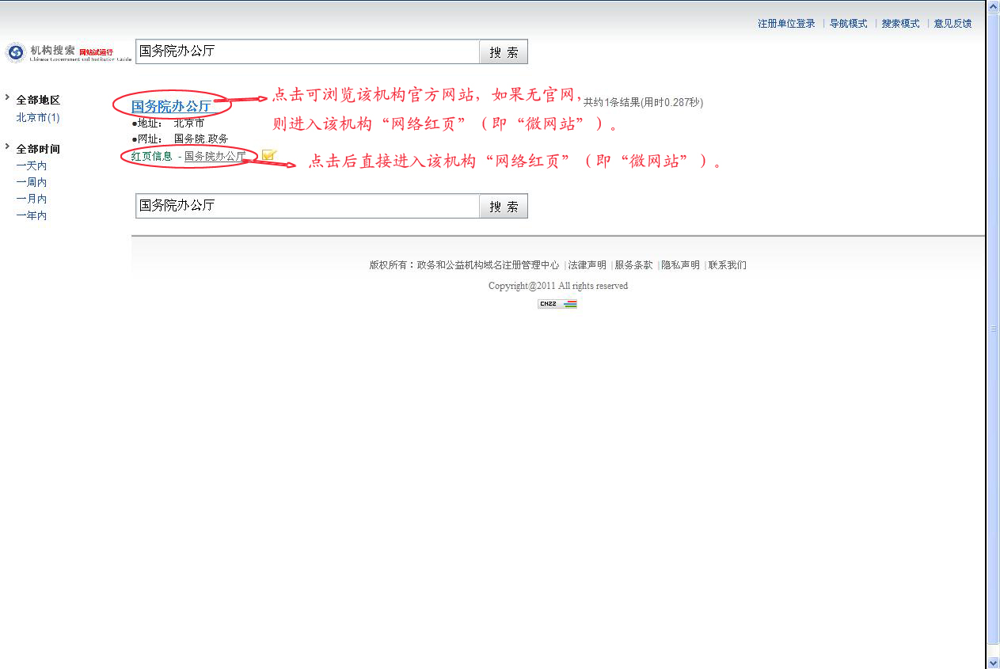 注册单位登录 | 导航模式 | 搜索模式 | 意见反馈
机构搜索 网站试运行
Chinese Government and Institution Guide
国务院办公厅 搜 索
全部地区
北京市(1)
全部时间
一天内
一周内
一月内
一年内
共约1条结果(用时0.287秒)
国务院办公厅
点击可浏览该机构官方网站，如果无官网，
则进入该机构“网络红页”（即“微网站”）。
●地址： 北京市
●网址： 国务院.政务
红页信息 - 国务院办公厅
点击后直接进入该机构“网络红页”（即“微网站”）。
国务院办公厅 搜 索
版权所有：政务和公益机构域名注册管理中心 |法律声明 |服务条款 |隐私声明 |联系我们
Copyright@2011 All rights reserved
CNZZ